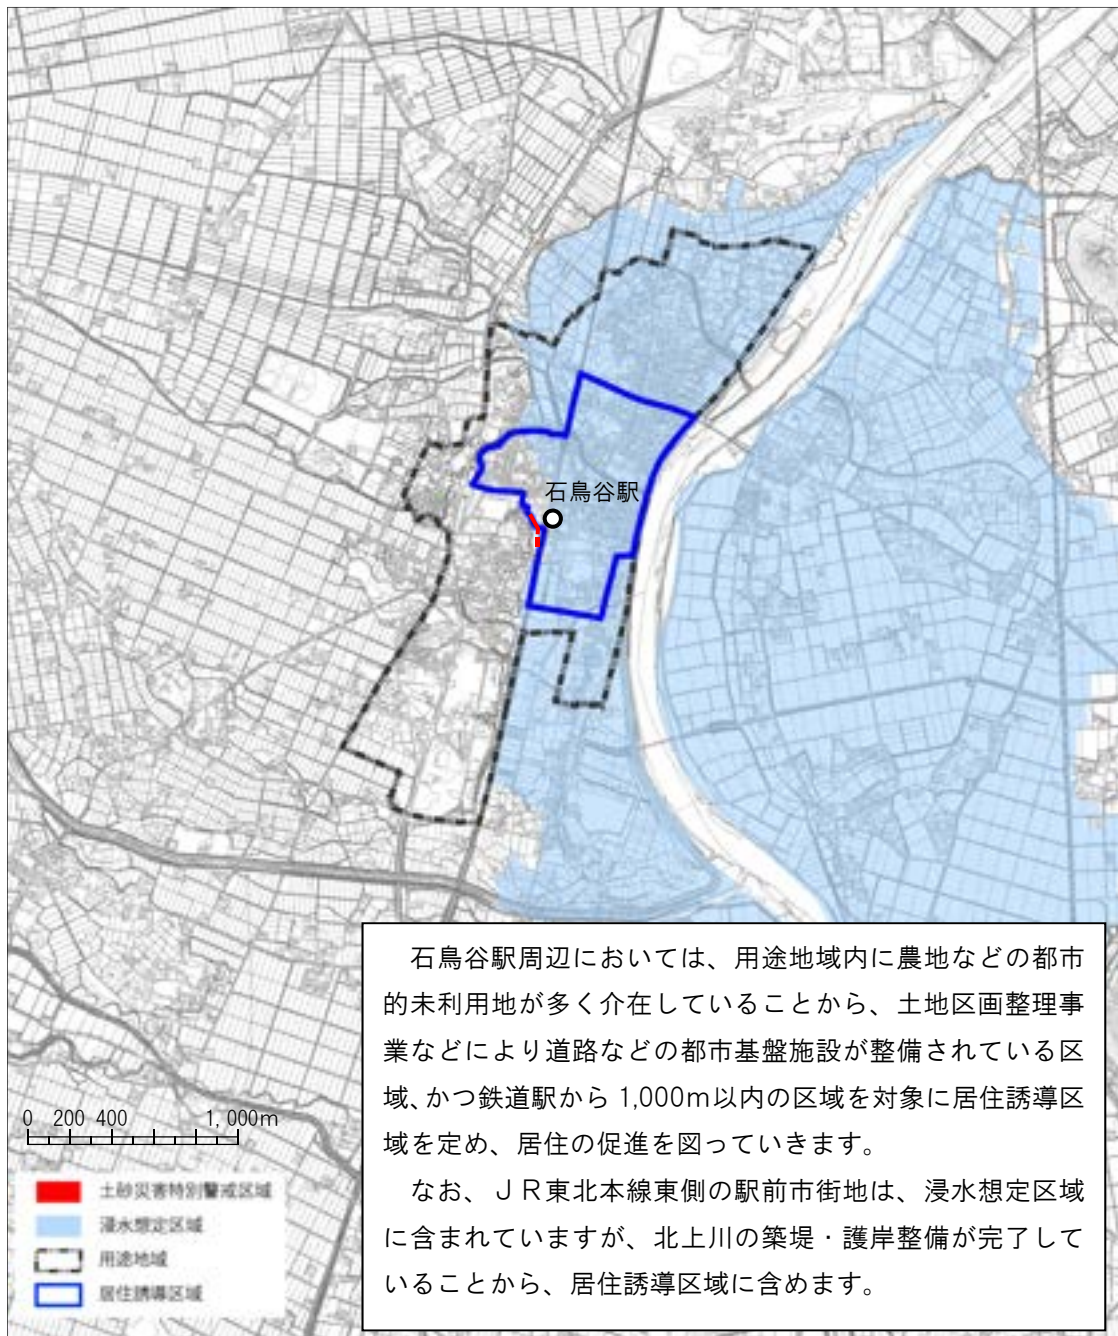 石鳥谷駅
石鳥谷駅周辺においては、用途地域内に農地などの都市
的未利用地が多く介在していることから、土地区画整理事
業などにより道路などの都市基盤施設が整備されている区
域、かつ鉄道駅から 1,000m以内の区域を対象に居住誘導区
域を定め、居住の促進を図っていきます。
なお、ＪＲ東北本線東側の駅前市街地は、浸水想定区域
に含まれていますが、北上川の築堤・護岸整備が完了して
いることから、居住誘導区域に含めます。
0 200 400 1,000m
土砂災害特別警戒区域
浸水想定区域
用途地域
居住誘導区域